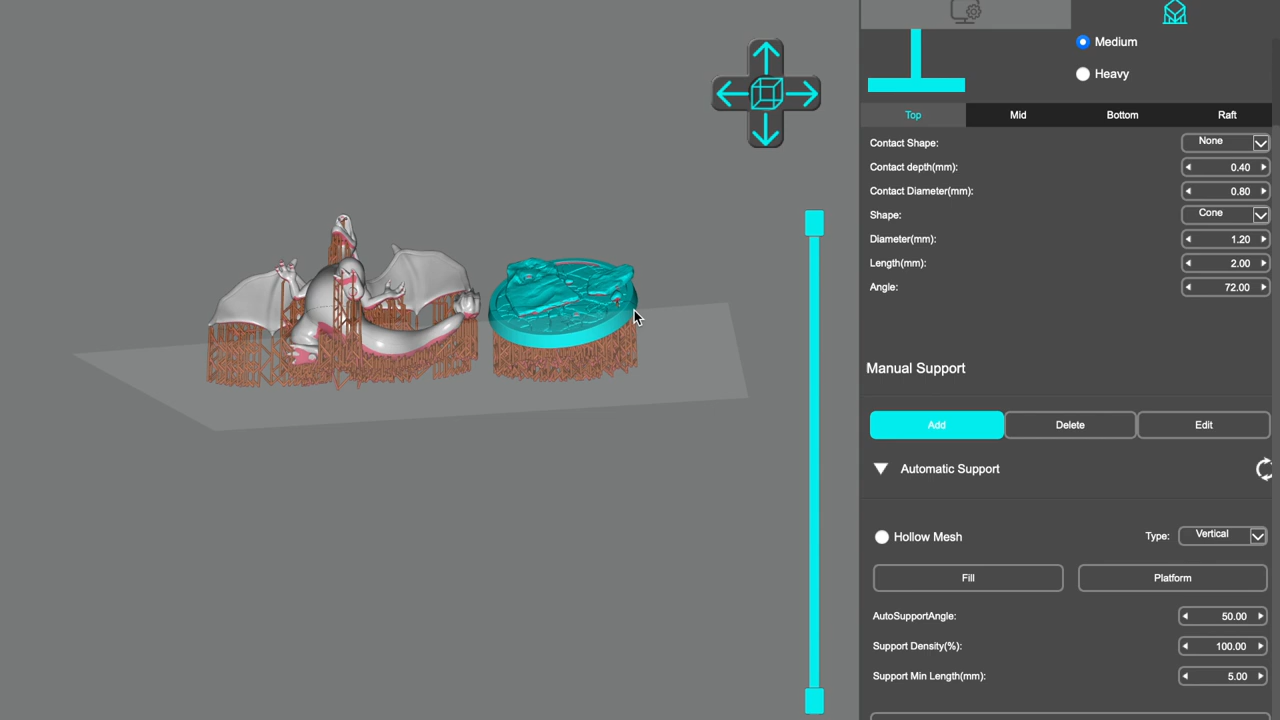 Medium
Heavy
Top Mid Bottom Raft
Contact Shape: None
Contact depth(mm): 0.40
Contact Diameter(mm): 0.80
Shape: Cone
Diameter(mm): 1.20
Length(mm): 2.00
Angle: 72.00
Manual Support
Add Delete Edit
Automatic Support
Hollow Mesh Type: Vertical
Fill Platform
AutoSupportAngle: 50.00
Support Density(%): 100.00
Support Min Length(mm): 5.00